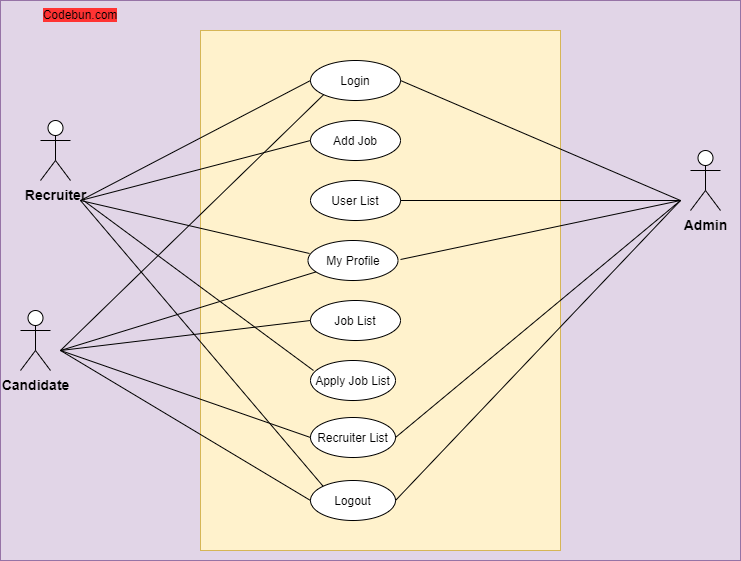 Codebun.com
Login
Add Job
Recruiter
User List
Admin
My Profile
Job List
Candidate
Apply Job List
Recruiter List
Logout